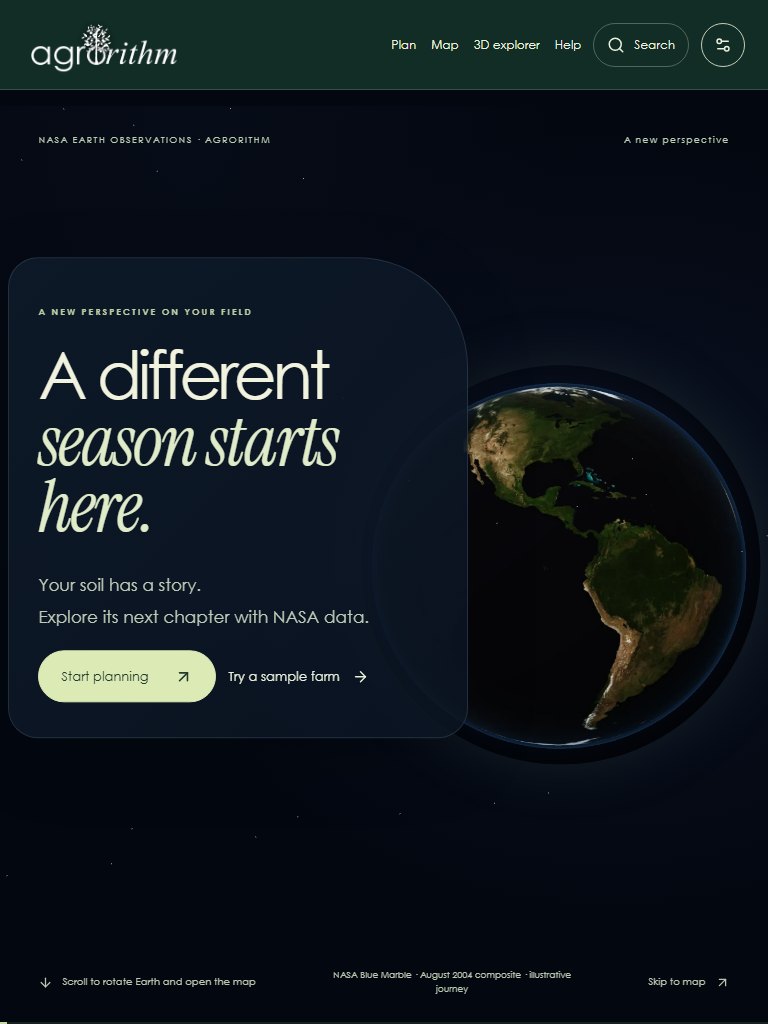 agrorithm
Plan Map 3D explorer Help Search
NASA EARTH OBSERVATIONS · AGRORITHM
A new perspective
A NEW PERSPECTIVE ON YOUR FIELD
A different
season starts
here.
Your soil has a story.
Explore its next chapter with NASA data.
Start planning
Try a sample farm
Scroll to rotate Earth and open the map
NASA Blue Marble · August 2004 composite · illustrative
journey
Skip to map